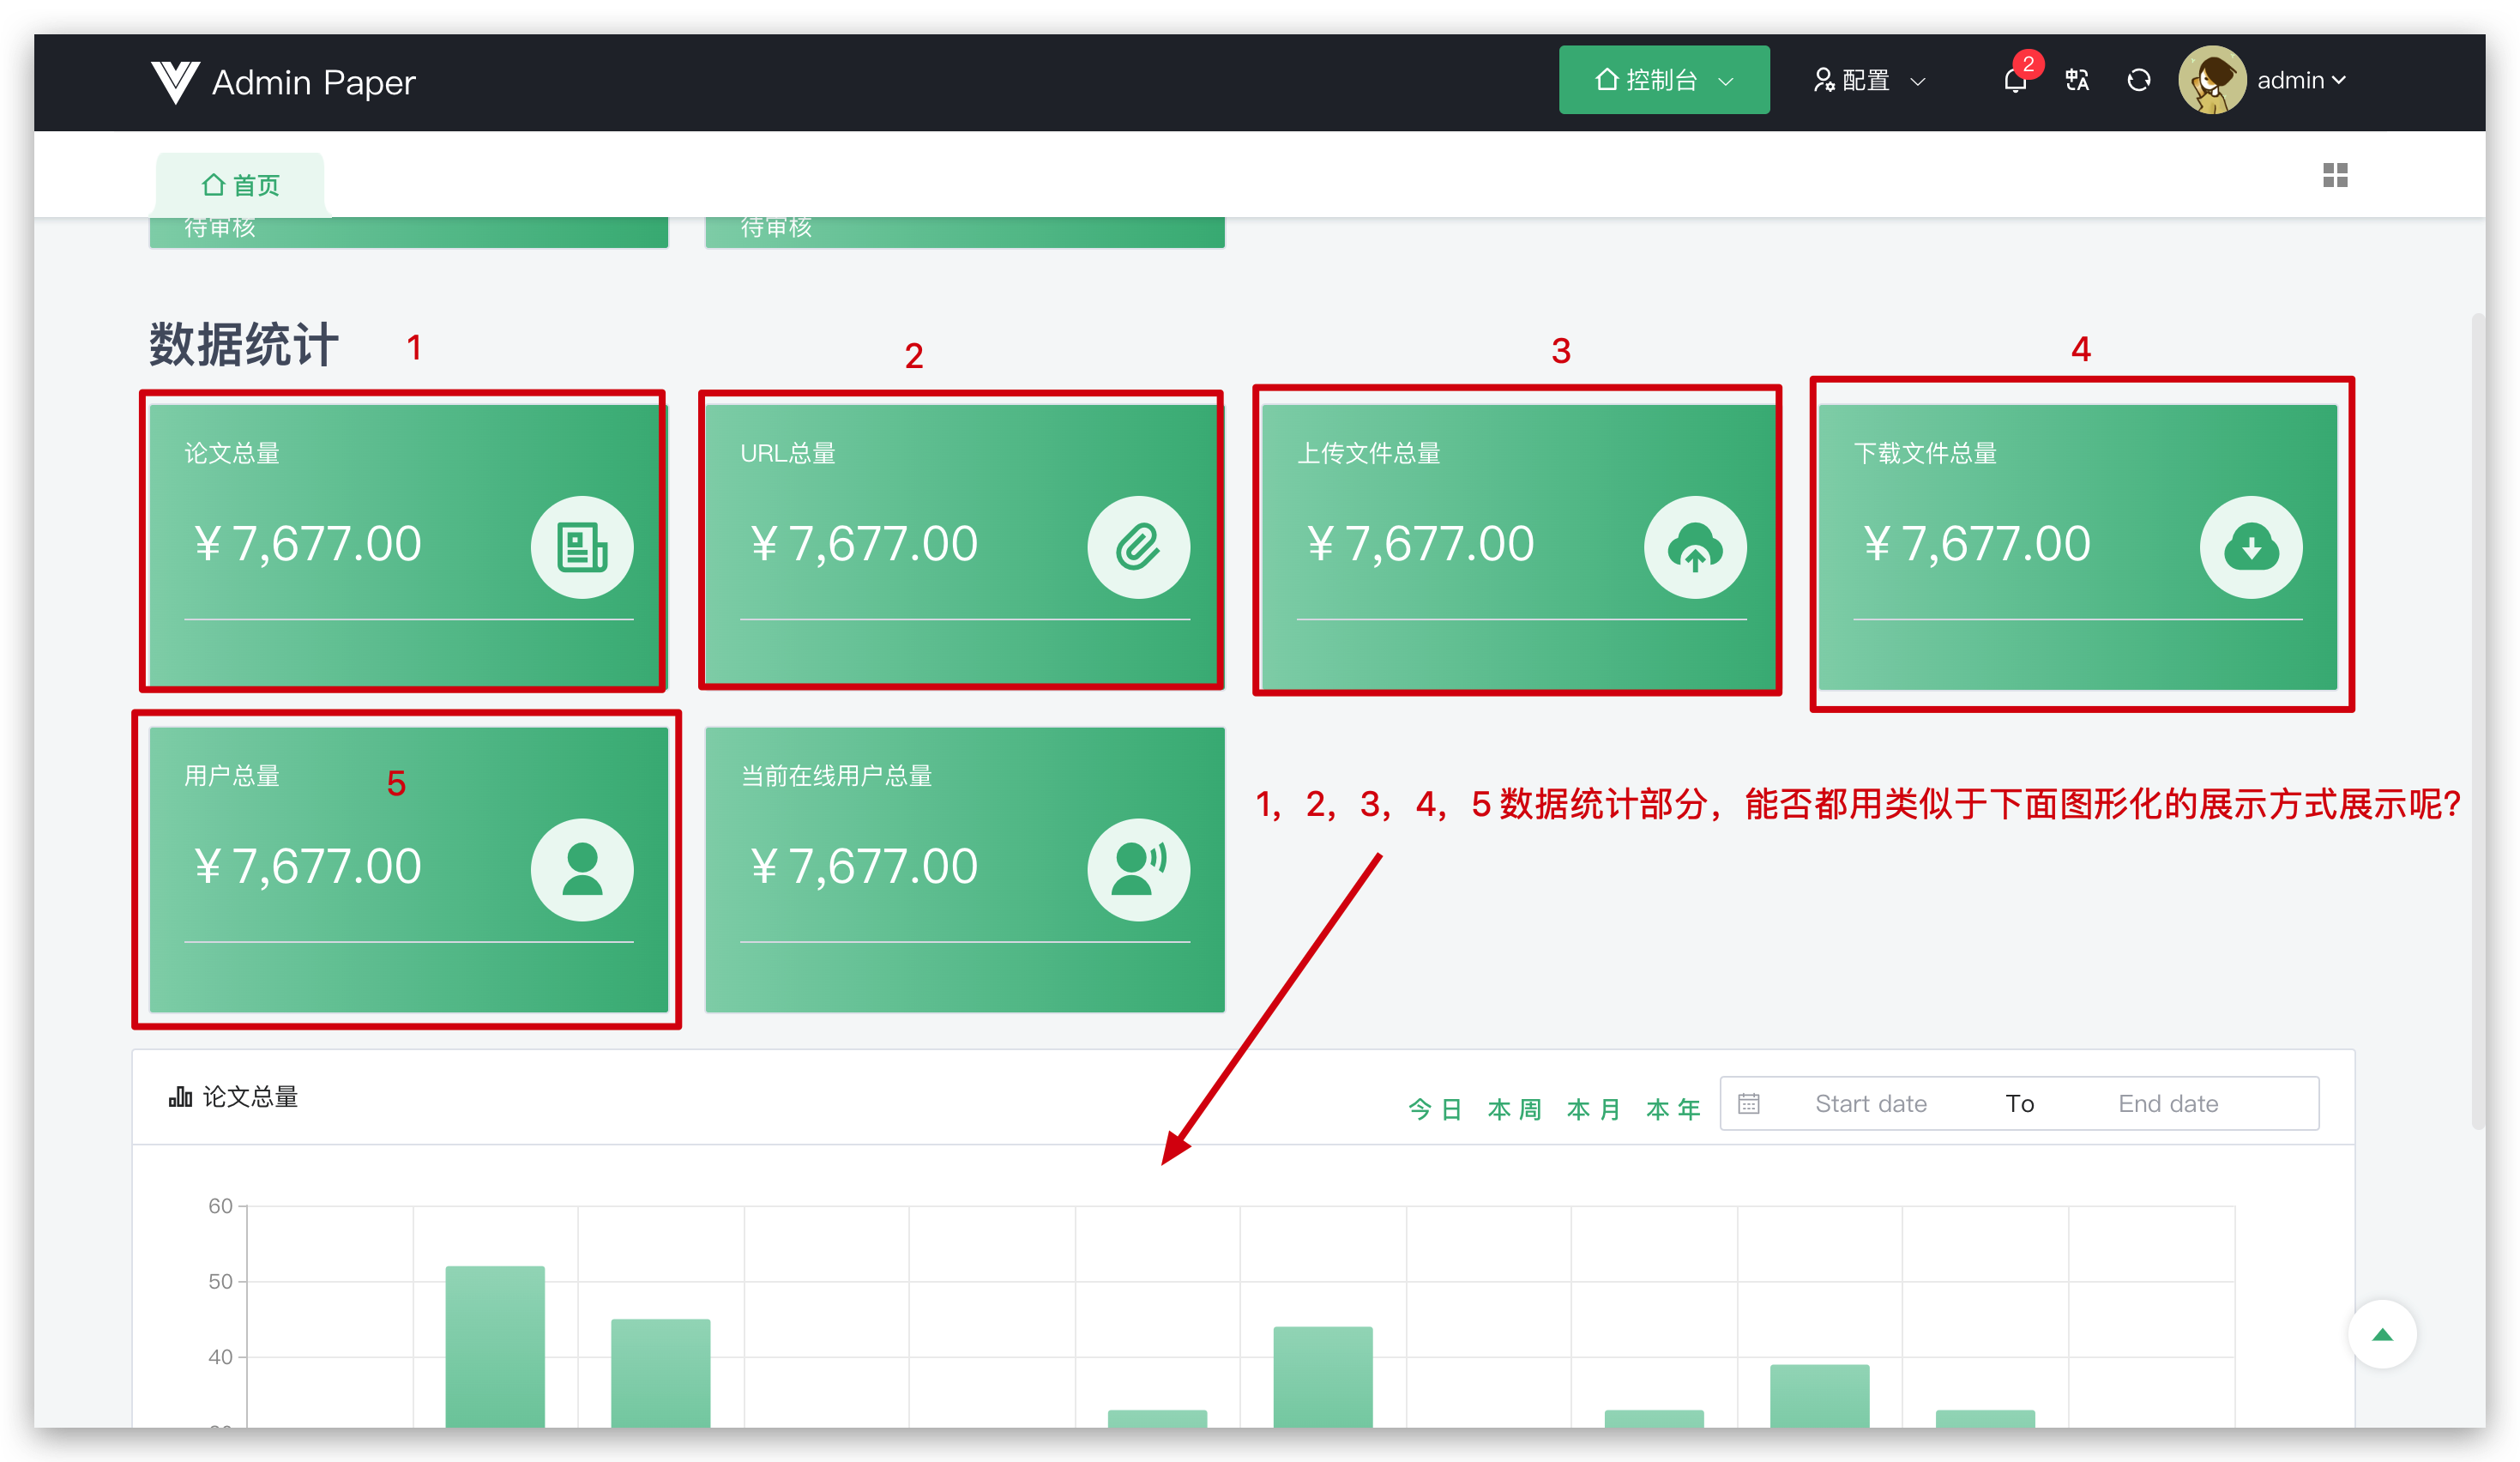 Admin Paper
控制台
配置
2
admin
首页
待审核
待审核
数据统计
1
2
3
4
论文总量
URL总量
上传文件总量
下载文件总量
¥ 7,677.00
¥ 7,677.00
¥ 7,677.00
¥ 7,677.00
用户总量
5
当前在线用户总量
1，2，3，4，5 数据统计部分，能否都用类似于下面图形化的展示方式展示呢?
¥ 7,677.00
¥ 7,677.00
论文总量
今日 本周 本月 本年
Start date To End date
60
50
40